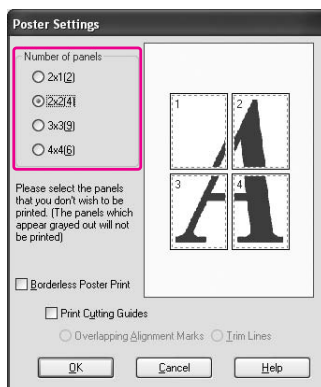 Poster Settings
Number of panels
2x1(2)
2x2(4)
3x3(9)
4x4(6)
1
2
3
4
Please select the panels
that you don't wish to be
printed. (The panels which
appear grayed out will not
be printed)
Borderless Poster Print
Print Cutting Guides
Overlapping Alignment Marks Trim Lines
OK Cancel Help